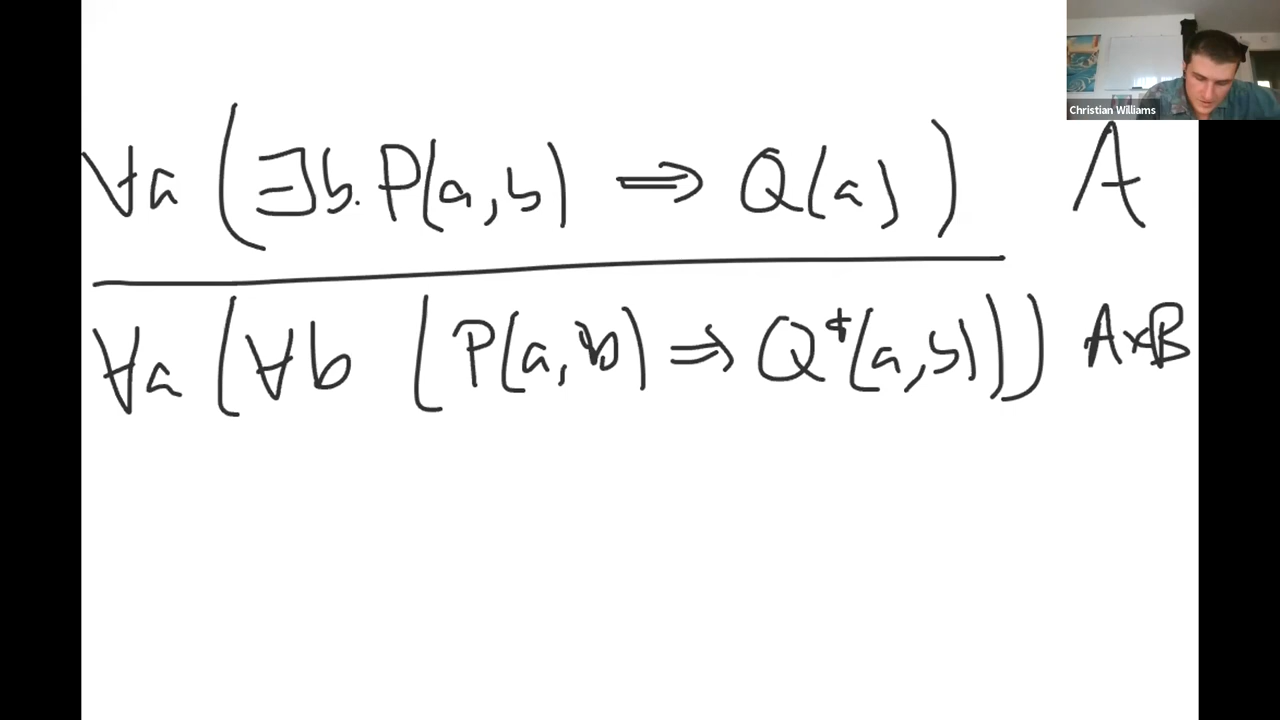 Christian Williams
∀a (∃b. P(a,b) ⇒ Q(a)) A
∀a (∀b (P(a,b) ⇒ Q*(a,b))) A×B